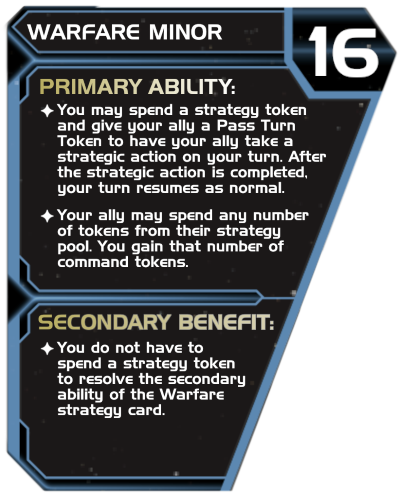 WARFARE MINOR
16
PRIMARY ABILITY:
You may spend a strategy token
and give your ally a Pass Turn
Token to have your ally take a
strategic action on your turn. After
the strategic action is completed,
your turn resumes as normal.
Your ally may spend any number
of tokens from their strategy
pool. You gain that number of
command tokens.
SECONDARY BENEFIT:
You do not have to
spend a strategy token
to resolve the secondary
ability of the Warfare
strategy card.